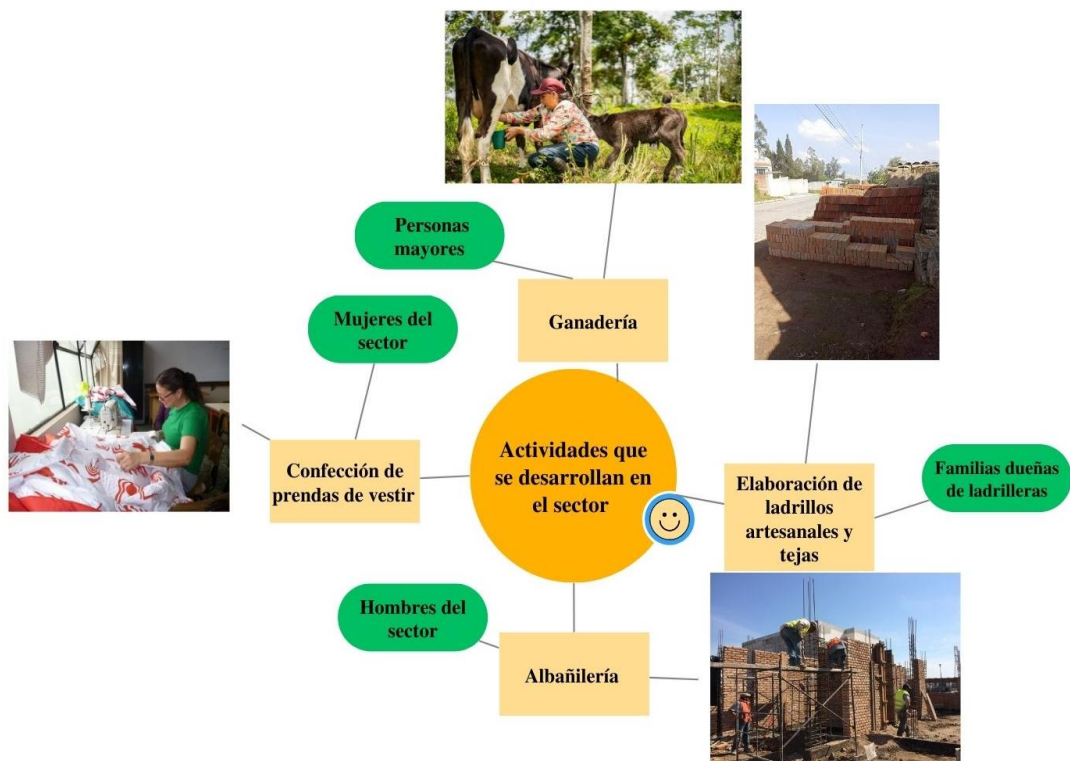 Personas
mayores
Ganadería
Mujeres del
sector
Confección de
prendas de vestir
Actividades que
se desarrollan en
el sector
Familias dueñas
de ladrilleras
Elaboración de
ladrillos
artesanales y
tejas
Hombres del
sector
Albañilería